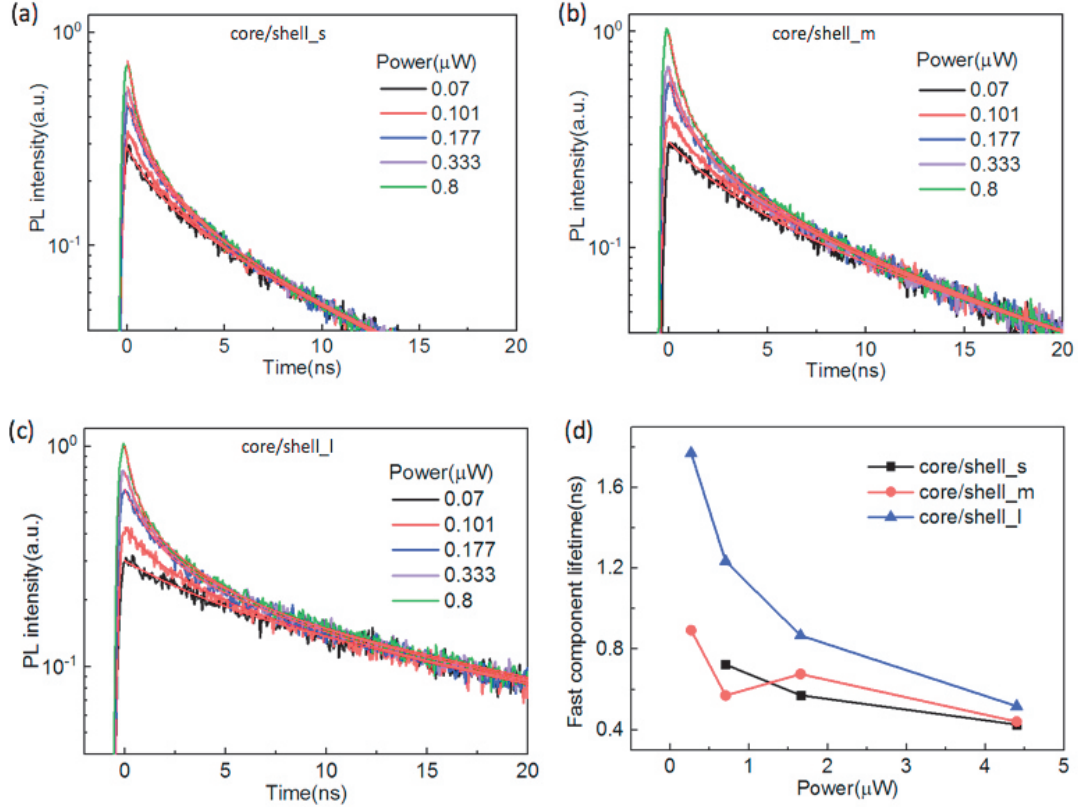 (a)
core/shell_s
Power(μW)
0.07
0.101
0.177
0.333
0.8
10⁰
10⁻¹
PL intensity(a.u.)
0
5
10
15
20
Time(ns)
(b)
core/shell_m
Power(μW)
0.07
0.101
0.177
0.333
0.8
10⁰
10⁻¹
PL intensity(a.u.)
0
5
10
15
20
Time(ns)
(c)
core/shell_l
Power(μW)
0.07
0.101
0.177
0.333
0.8
10⁰
10⁻¹
PL intensity(a.u.)
0
5
10
15
20
Time(ns)
(d)
core/shell_s
core/shell_m
core/shell_l
1.6
1.2
0.8
0.4
Fast component lifetime(ns)
0
1
2
3
4
5
Power(μW)